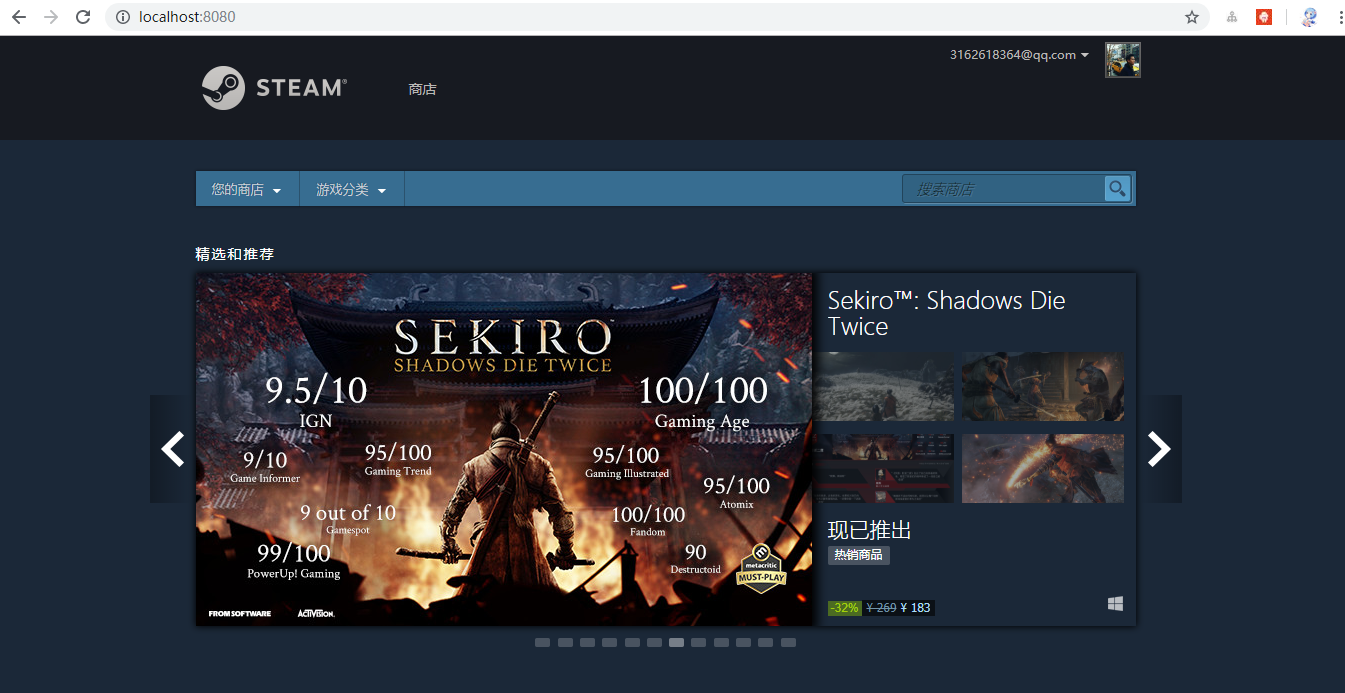 localhost:8080
3162618364@qq.com
STEAM®
商店
您的商店
游戏分类
搜索商店
精选和推荐
SEKIRO™
SHADOWS DIE TWICE
9.5/10
IGN
100/100
Gaming Age
9/10
Game Informer
95/100
Gaming Trend
95/100
Gaming Illustrated
95/100
Atomix
9 out of 10
Gamespot
100/100
Fandom
99/100
PowerUp! Gaming
90
Destructoid
metacritic
MUST-PLAY
FROMSOFTWARE
ACTIVISION.
Sekiro™: Shadows Die
Twice
现已推出
热销商品
-32% ¥ 269 ¥ 183